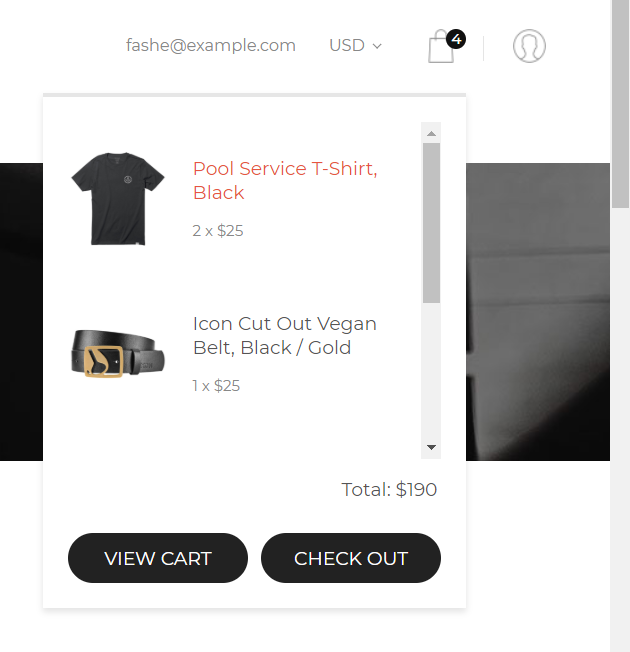 fashe@example.com USD 4
Pool Service T-Shirt,
Black
2 x $25
Icon Cut Out Vegan
Belt, Black / Gold
1 x $25
Total: $190
VIEW CART CHECK OUT